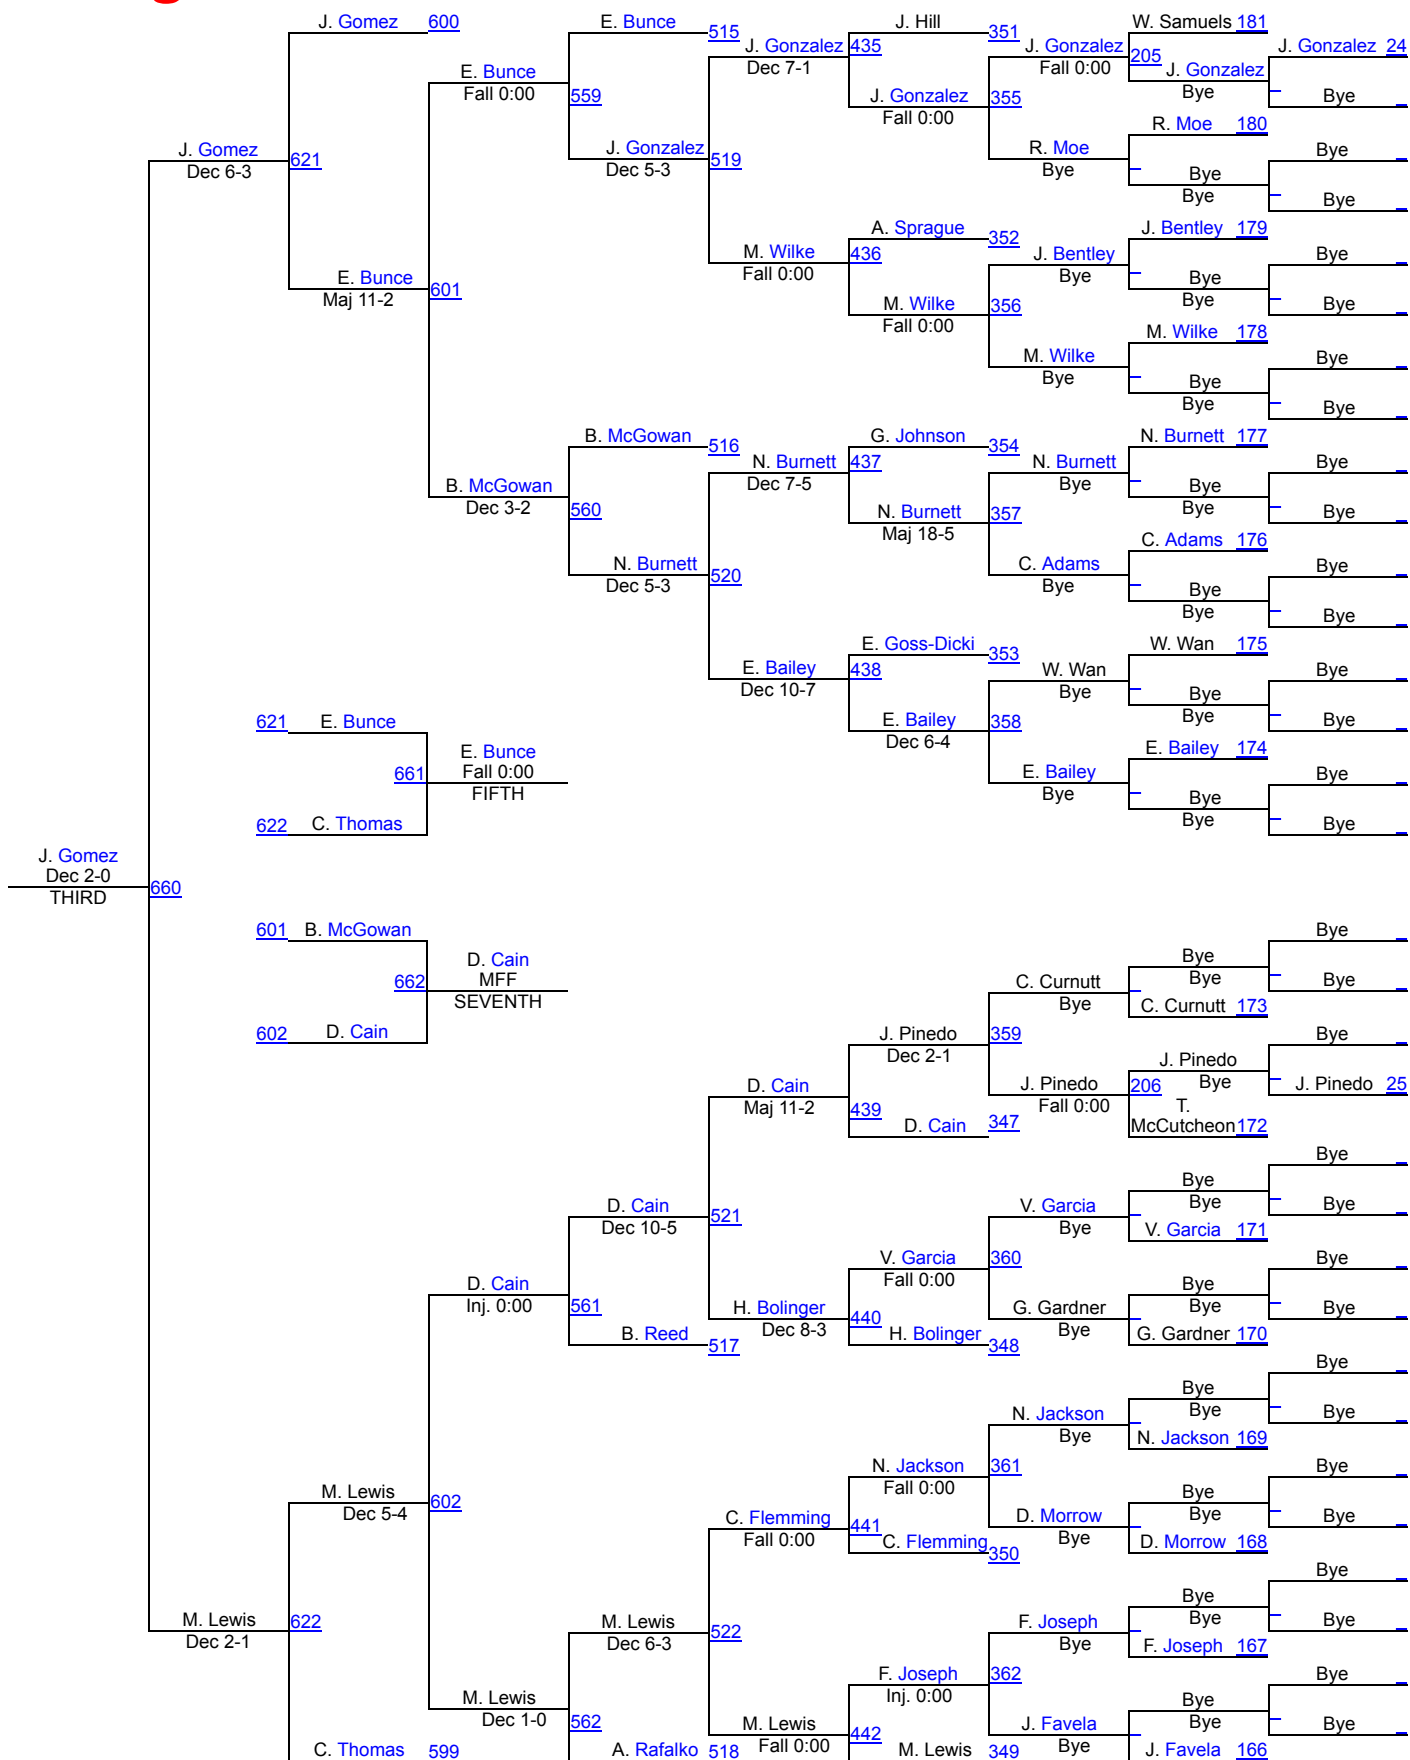 J. Gomez 600
E. Bunce 515
J. Hill 351
W. Samuels 181
J. Gonzalez 435
Dec 7-1
J. Gonzalez
Fall 0:00
205
J. Gonzalez 24
J. Gonzalez
Bye
E. Bunce
Fall 0:00
559
J. Gonzalez 355
Fall 0:00
Bye
R. Moe 180
J. Gomez
Dec 6-3
621
J. Gonzalez
Dec 5-3
519
R. Moe
Bye
Bye
Bye
Bye
Bye
A. Sprague 352
J. Bentley 179
M. Wilke
Fall 0:00
436
J. Bentley
Bye
Bye
Bye
Bye
Bye
E. Bunce
Maj 11-2
601
M. Wilke
Fall 0:00
356
M. Wilke 178
M. Wilke
Bye
Bye
Bye
Bye
Bye
B. McGowan 516
G. Johnson 354
N. Burnett 177
N. Burnett 437
Dec 7-5
N. Burnett
Bye
Bye
Bye
Bye
Bye
B. McGowan
Dec 3-2
560
N. Burnett
Maj 18-5
357
C. Adams 176
N. Burnett
Dec 5-3
520
C. Adams
Bye
Bye
Bye
Bye
Bye
E. Goss-Dicki 353
W. Wan 175
E. Bailey
Dec 10-7
438
W. Wan
Bye
Bye
Bye
Bye
Bye
621 E. Bunce
E. Bailey
Dec 6-4
358
E. Bunce
Fall 0:00
FIFTH
661
E. Bailey 174
E. Bailey
Bye
Bye
Bye
Bye
Bye
622 C. Thomas
J. Gomez
Dec 2-0
THIRD
660
601 B. McGowan
D. Cain
MFF
SEVENTH
662
602 D. Cain
Bye
Bye
Bye
Bye
C. Curnutt
Bye
C. Curnutt 173
J. Pinedo
Dec 2-1
359
Bye
J. Pinedo
Bye
J. Pinedo 25
D. Cain
Maj 11-2
439
J. Pinedo
Fall 0:00
206
T.
McCutcheon 172
D. Cain 347
Bye
Bye
Bye
Bye
D. Cain
Dec 10-5
521
V. Garcia
Bye
V. Garcia 171
V. Garcia
Fall 0:00
360
Bye
Bye
Bye
Bye
D. Cain
Inj. 0:00
561
H. Bolinger
Dec 8-3
440
G. Gardner
Bye
G. Gardner 170
B. Reed 517
H. Bolinger 348
Bye
Bye
Bye
Bye
N. Jackson
Bye
N. Jackson 169
N. Jackson
Fall 0:00
361
Bye
Bye
Bye
Bye
M. Lewis
Dec 5-4
602
C. Flemming
Fall 0:00
441
D. Morrow
Bye
D. Morrow 168
C. Flemming 350
Bye
Bye
Bye
Bye
M. Lewis
Dec 2-1
622
M. Lewis
Dec 6-3
522
F. Joseph
Bye
F. Joseph 167
F. Joseph
Inj. 0:00
362
Bye
Bye
Bye
Bye
M. Lewis
Dec 1-0
562
M. Lewis
Fall 0:00
442
J. Favela
Bye
J. Favela 166
C. Thomas 599
A. Rafalko 518
M. Lewis 349